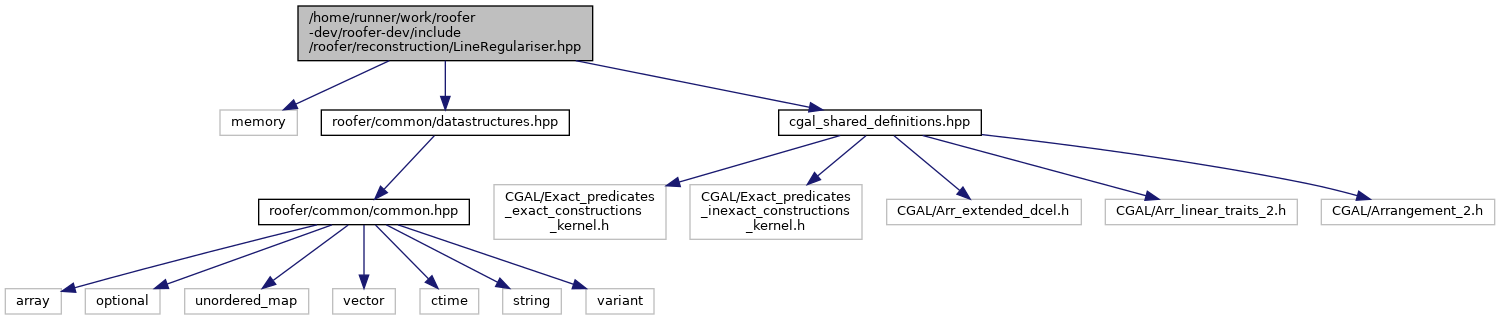 /home/runner/work/roofer
-dev/roofer-dev/include
/roofer/reconstruction/LineRegulariser.hpp
memory
roofer/common/datastructures.hpp
cgal_shared_definitions.hpp
roofer/common/common.hpp
CGAL/Exact_predicates
_exact_constructions
_kernel.h
CGAL/Exact_predicates
_inexact_constructions
_kernel.h
CGAL/Arr_extended_dcel.h
CGAL/Arr_linear_traits_2.h
CGAL/Arrangement_2.h
array
optional
unordered_map
vector
ctime
string
variant